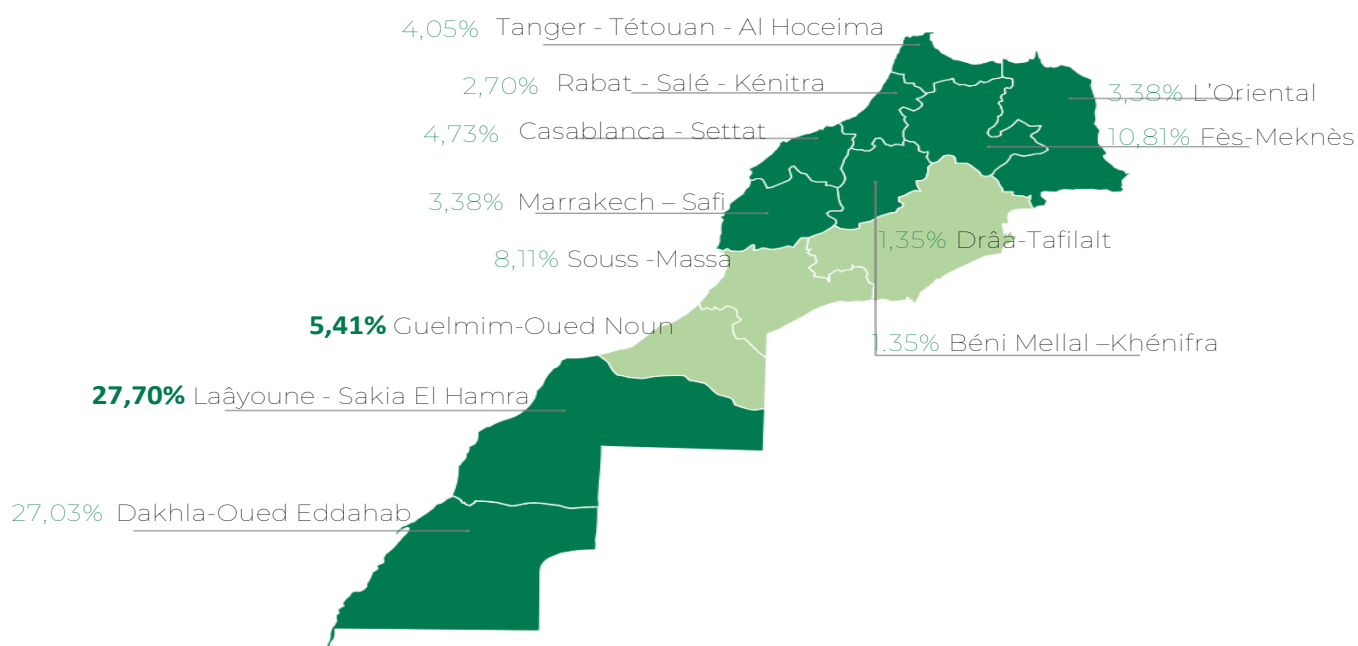 4,05% Tanger - Tétouan - Al Hoceima
2,70% Rabat - Salé - Kénitra
3,38% L'Oriental
4,73% Casablanca - Settat
10,81% Fès-Meknès
3,38% Marrakech – Safi
1,35% Drâa-Tafilalt
8,11% Souss -Massa
5,41% Guelmim-Oued Noun
1.35% Béni Mellal –Khénifra
27,70% Laâyoune - Sakia El Hamra
27,03% Dakhla-Oued Eddahab